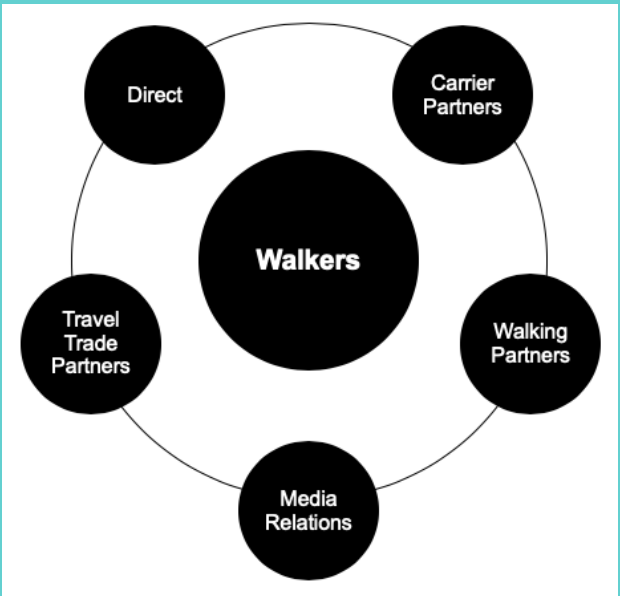 Direct
Carrier
Partners
Walkers
Travel
Trade
Partners
Walking
Partners
Media
Relations